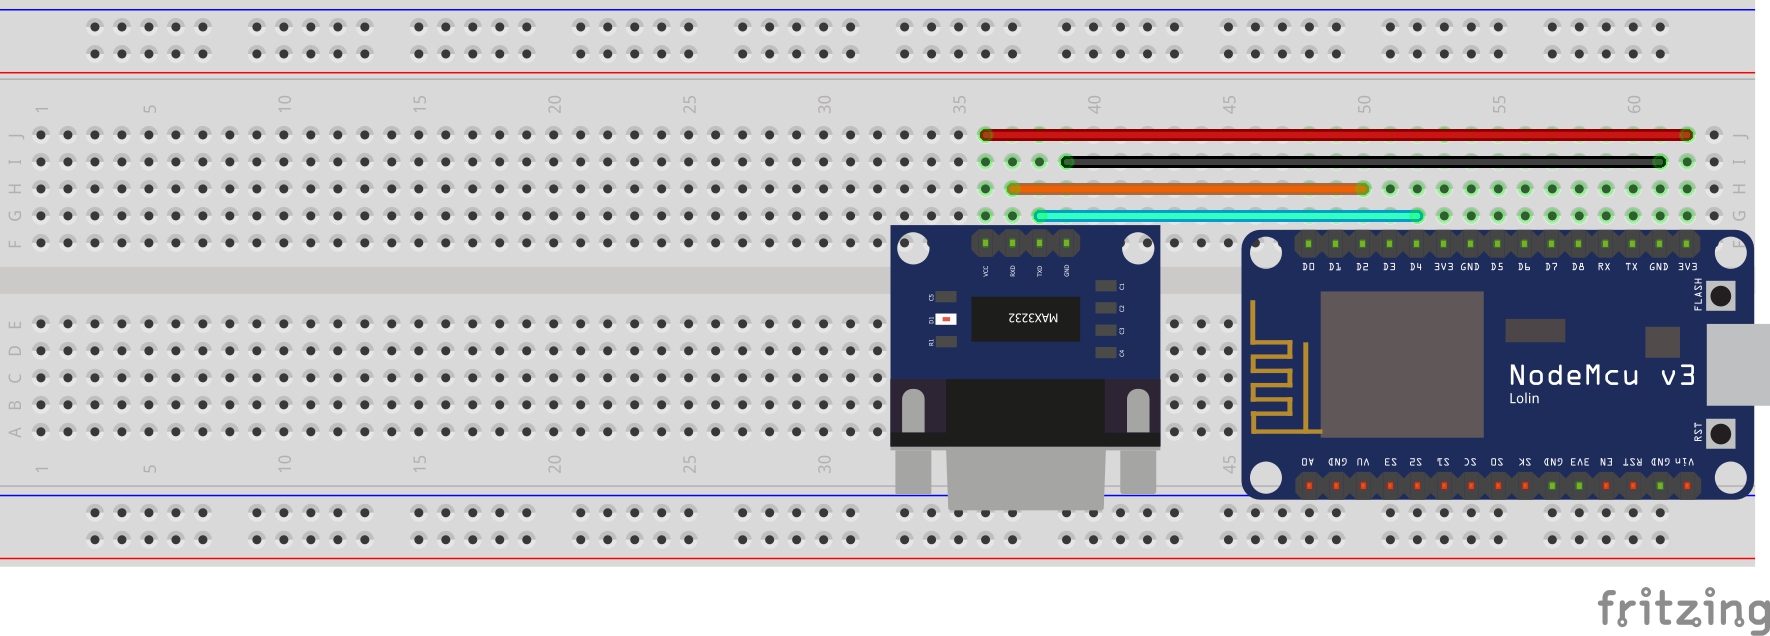 1 5 10 15 20 25 30 35 40 45 50 55 60
J J
I I
H H
G G
F F
VCC RXD TXD GND
D0 D1 D2 D3 D4 3V3 GND D5 D6 D7 D8 RX TX GND 3V3
C5 C1
FLASH
C2
D1 MAX3232
C3
E
R1 C4
D
NodeMcu v3
C
Lolin
B
A
RST
1 5 10 15 20 25 30 45
A0 GND VU S3 S2 S1 SC SO SK GND 3V3 EN RST GND Vin
fritzing